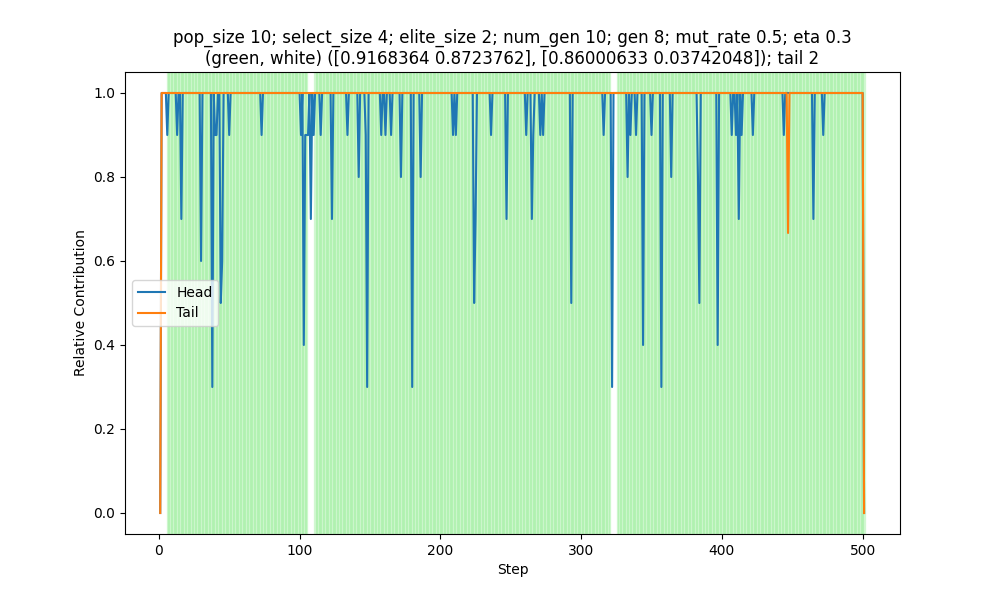 pop_size 10; select_size 4; elite_size 2; num_gen 10; gen 8; mut_rate 0.5; eta 0.3
(green, white) ([0.9168364 0.8723762], [0.86000633 0.03742048]); tail 2
1.0
0.8
0.6
0.4
0.2
0.0
Relative Contribution
Head
Tail
0
100
200
300
400
500
Step